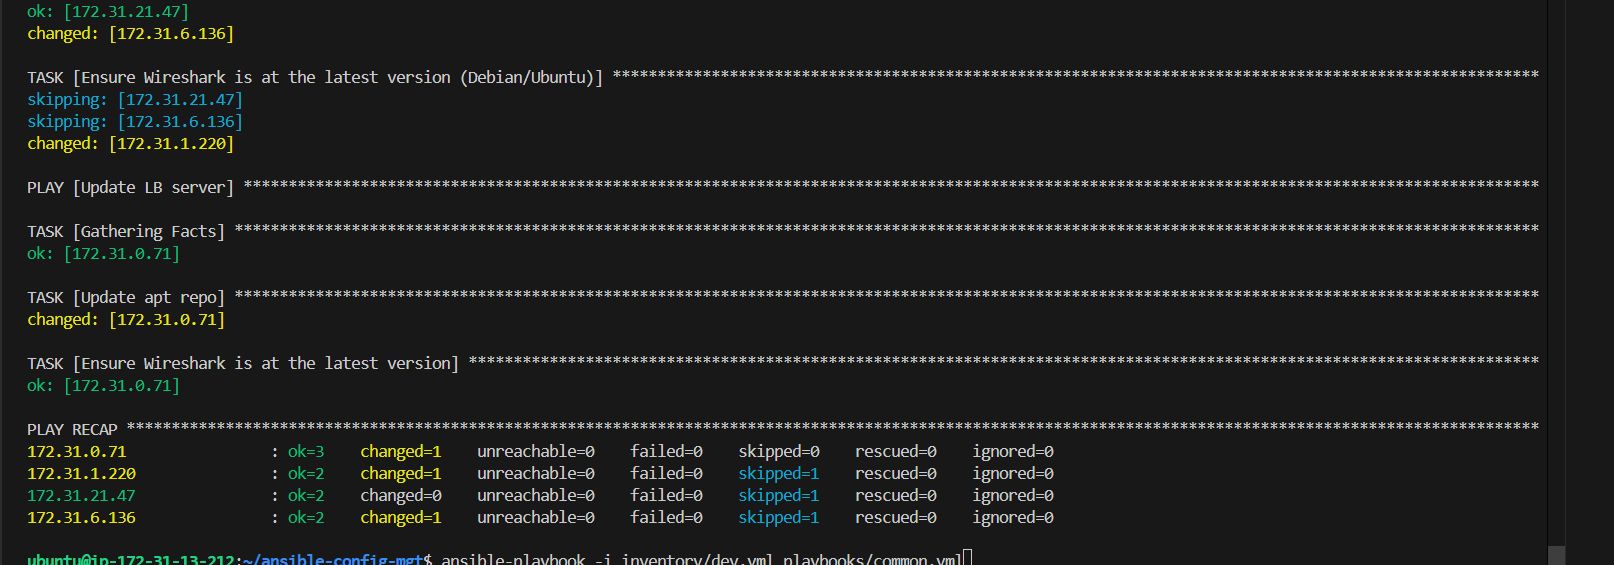 ok: [172.31.21.47]
changed: [172.31.6.136]
TASK [Ensure Wireshark is at the latest version (Debian/Ubuntu)] *******************************************************************************************************
skipping: [172.31.21.47]
skipping: [172.31.6.136]
changed: [172.31.1.220]
PLAY [Update LB server] ************************************************************************************************************************************************
TASK [Gathering Facts] *************************************************************************************************************************************************
ok: [172.31.0.71]
TASK [Update apt repo] *************************************************************************************************************************************************
changed: [172.31.0.71]
TASK [Ensure Wireshark is at the latest version] ***********************************************************************************************************************
ok: [172.31.0.71]
PLAY RECAP *************************************************************************************************************************************************************
172.31.0.71                : ok=3    changed=1    unreachable=0    failed=0    skipped=0    rescued=0    ignored=0
172.31.1.220               : ok=2    changed=1    unreachable=0    failed=0    skipped=1    rescued=0    ignored=0
172.31.21.47               : ok=2    changed=0    unreachable=0    failed=0    skipped=1    rescued=0    ignored=0
172.31.6.136               : ok=2    changed=1    unreachable=0    failed=0    skipped=1    rescued=0    ignored=0
ubuntu@ip-172-31-13-212:~/ansible-config-mgt$ ansible-playbook -i inventory/dev.yml playbooks/common.yml